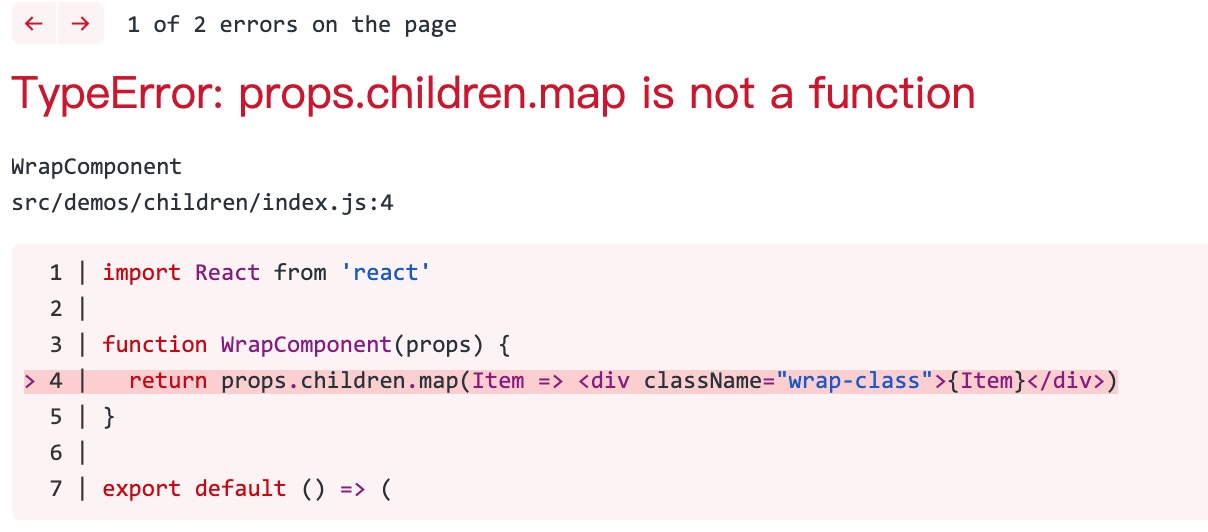 ← → 1 of 2 errors on the page
TypeError: props.children.map is not a function
WrapComponent
src/demos/children/index.js:4
1 | import React from 'react'
2 |
3 | function WrapComponent(props) {
> 4 |   return props.children.map(Item => <div className="wrap-class">{Item}</div>)
5 | }
6 |
7 | export default () => (